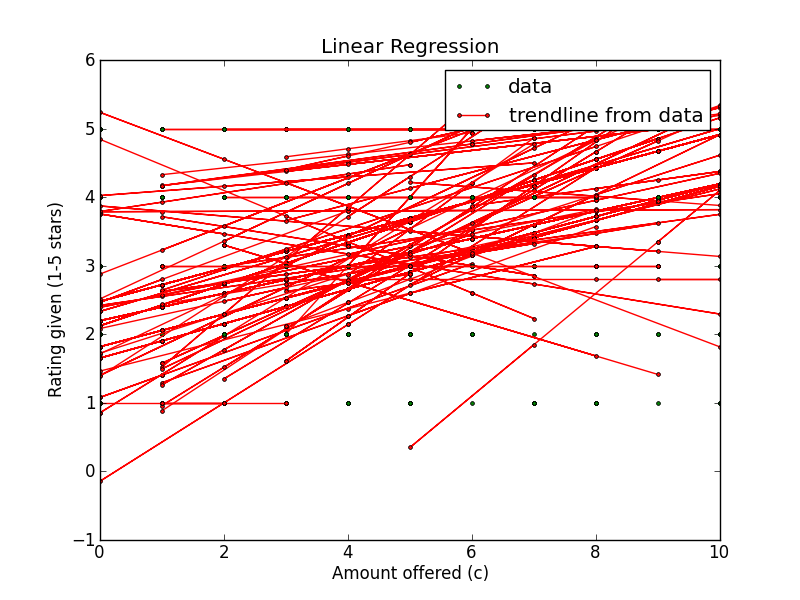 Linear Regression
data
trendline from data
6
5
4
3
2
1
0
−1
Rating given (1-5 stars)
0 2 4 6 8 10
Amount offered (c)